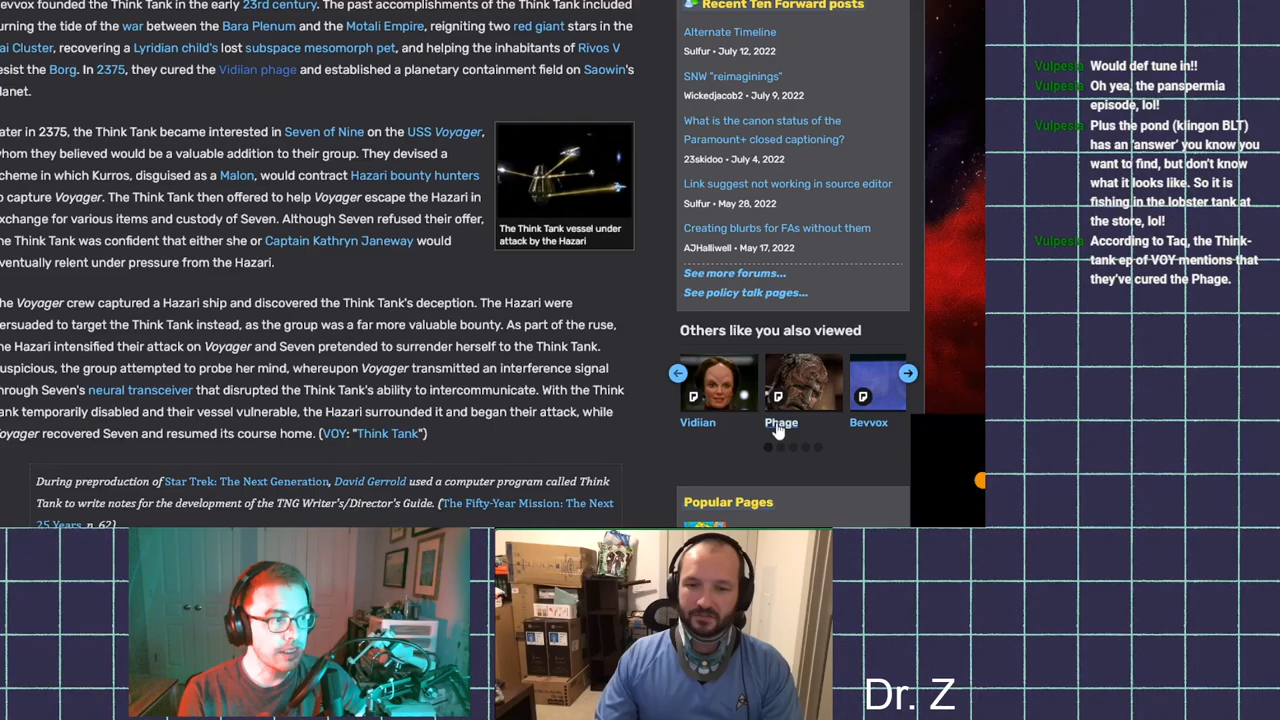 evvox founded the Think Tank in the early 23rd century. The past accomplishments of the Think Tank included
urning the tide of the war between the Bara Plenum and the Motali Empire, reigniting two red giant stars in the
ai Cluster, recovering a Lyridian child's lost subspace mesomorph pet, and helping the inhabitants of Rivos V
esist the Borg. In 2375, they cured the Vidiian phage and established a planetary containment field on Saowin's
lanet.
ater in 2375, the Think Tank became interested in Seven of Nine on the USS Voyager,
hom they believed would be a valuable addition to their group. They devised a
cheme in which Kurros, disguised as a Malon, would contract Hazari bounty hunters
o capture Voyager. The Think Tank then offered to help Voyager escape the Hazari in
xchange for various items and custody of Seven. Although Seven refused their offer,
he Think Tank was confident that either she or Captain Kathryn Janeway would
ventually relent under pressure from the Hazari.
The Think Tank vessel under
attack by the Hazari
he Voyager crew captured a Hazari ship and discovered the Think Tank's deception. The Hazari were
ersuaded to target the Think Tank instead, as the group was a far more valuable bounty. As part of the ruse,
he Hazari intensified their attack on Voyager and Seven pretended to surrender herself to the Think Tank.
uspicious, the group attempted to probe her mind, whereupon Voyager transmitted an interference signal
hrough Seven's neural transceiver that disrupted the Think Tank's ability to intercommunicate. With the Think
ank temporarily disabled and their vessel vulnerable, the Hazari surrounded it and began their attack, while
oyager recovered Seven and resumed its course home. (VOY: "Think Tank")
During preproduction of Star Trek: The Next Generation, David Gerrold used a computer program called Think
Tank to write notes for the development of the TNG Writer's/Director's Guide. (The Fifty-Year Mission: The Next
25 Years, p. 62)
Recent Ten Forward posts
Alternate Timeline
Sulfur • July 12, 2022
SNW "reimaginings"
Wickedjacob2 • July 9, 2022
What is the canon status of the
Paramount+ closed captioning?
23skidoo • July 4, 2022
Link suggest not working in source editor
Sulfur • May 28, 2022
Creating blurbs for FAs without them
AJHalliwell • May 17, 2022
See more forums...
See policy talk pages...
Others like you also viewed
Vidiian
Phage
Bevvox
Popular Pages
Vulpesia Would def tune in!!
Vulpesia Oh yea, the panspermia
episode, lol!
Vulpesia Plus the pond (klingon BLT)
has an 'answer' you know you
want to find, but don't know
what it looks like. So it is
fishing in the lobster tank at
the store, lol!
Vulpesia According to Taq, the Think-
tank ep of VOY mentions that
they've cured the Phage.
Dr. Z